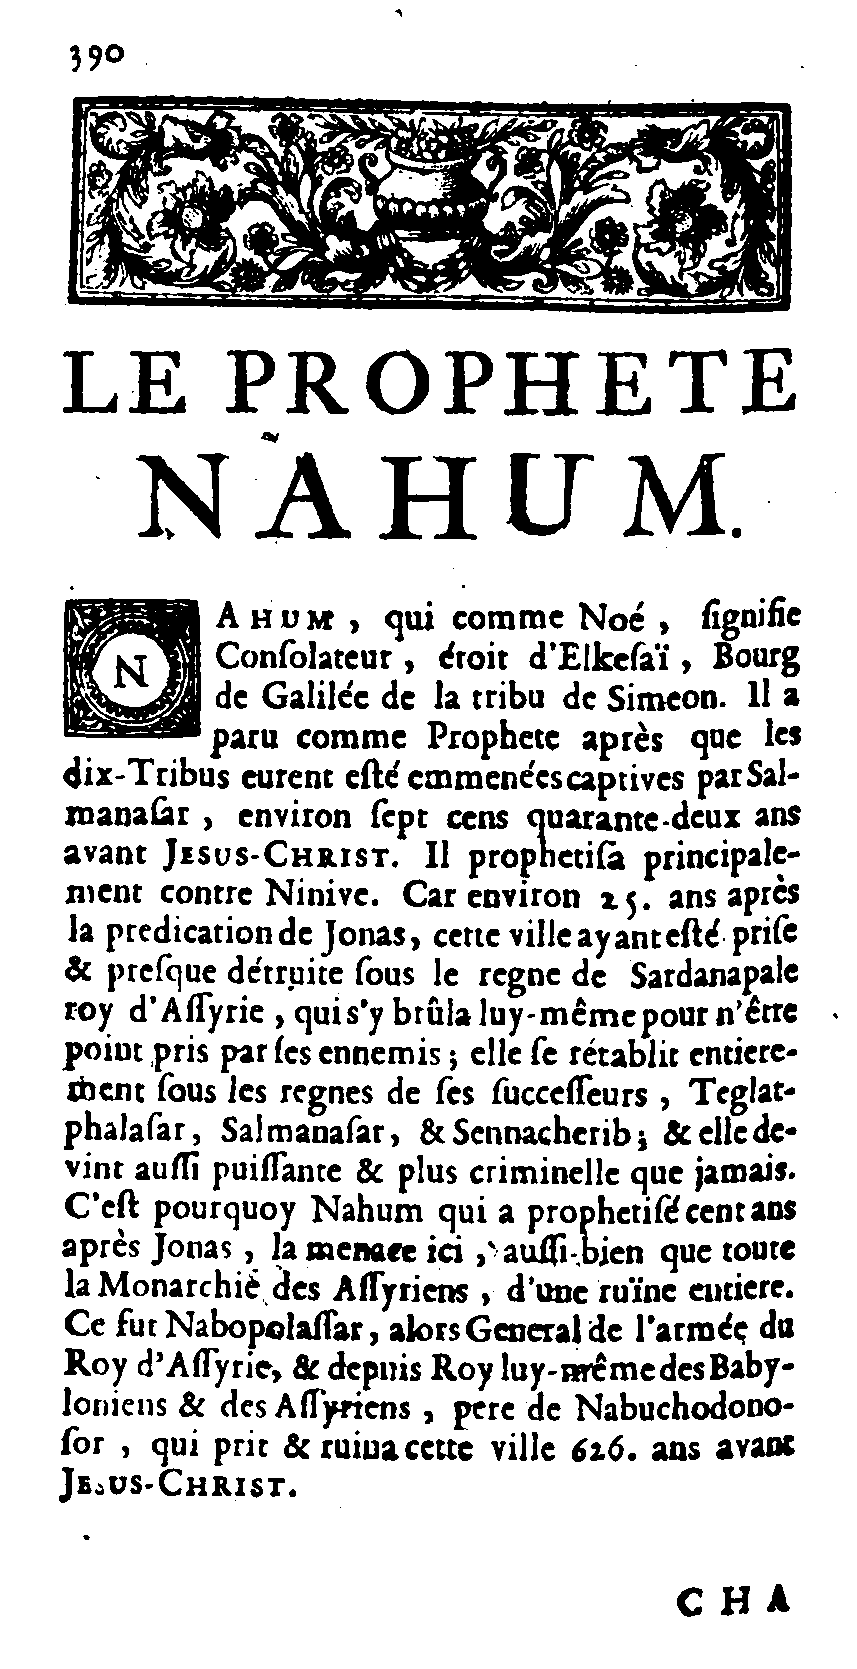 390
LE PROPHETE
NAHUM.
NAHUM, qui comme Noé, ſignifie
Conſolateur, étoit d'Elkeſaï, Bourg
de Galilée de la tribu de Simeon. Il a
paru comme Prophete après que les
dix-Tribus eurent eſté emmenées captives par Sal-
manaſar, environ ſept cens quarante-deux ans
avant JESUS-CHRIST. Il prophetiſa principale-
ment contre Ninive. Car environ 25. ans après
la predication de Jonas, cette ville ayant eſté priſe
& preſque détruite ſous le regne de Sardanapale
roy d'Aſſyrie, qui s'y brûla luy-même pour n'être
point pris par ſes ennemis; elle ſe rétablit entiere-
ment ſous les regnes de ſes ſucceſſeurs, Teglat-
phalaſar, Salmanaſar, & Sennacherib; & elle de-
vint auſſi puiſſante & plus criminelle que jamais.
C'eſt pourquoy Nahum qui a prophetiſé cent ans
après Jonas, la menace ici, auſſi-bien que toute
la Monarchie des Aſſyriens, d'une ruïne entiere.
Ce fut Nabopolaſſar, alors General de l'armée du
Roy d'Aſſyrie, & depuis Roy luy-même des Baby-
loniens & des Aſſyriens, pere de Nabuchodono-
ſor, qui prit & ruina cette ville 626. ans avant
JESUS-CHRIST.
CHA